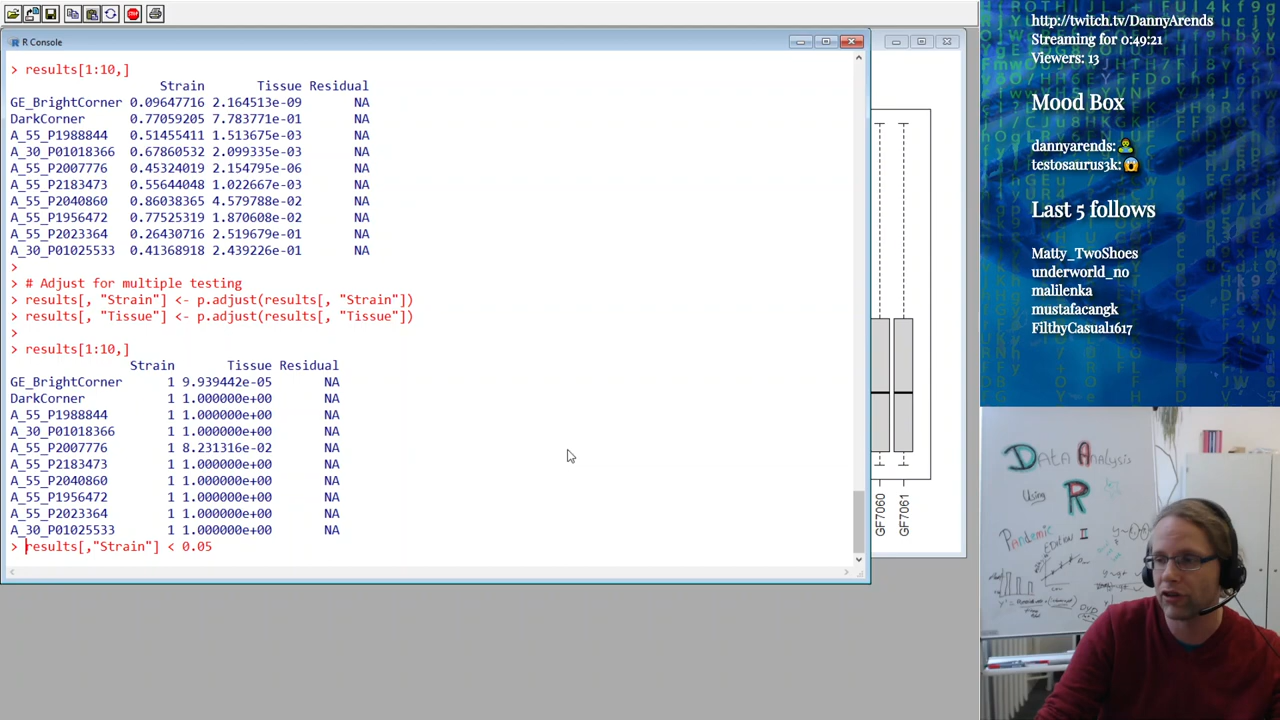 R Console
> results[1:10,]
Strain Tissue Residual
GE_BrightCorner 0.09647716 2.164513e-09 NA
DarkCorner 0.77059205 7.783771e-01 NA
A_55_P1988844 0.51455411 1.513675e-03 NA
A_30_P01018366 0.67860532 2.099335e-03 NA
A_55_P2007776 0.45324019 2.154795e-06 NA
A_55_P2183473 0.55644048 1.022667e-03 NA
A_55_P2040860 0.86038365 4.579788e-02 NA
A_55_P1956472 0.77525319 1.870608e-02 NA
A_55_P2023364 0.26430716 2.519679e-01 NA
A_30_P01025533 0.41368918 2.439226e-01 NA
>
> # Adjust for multiple testing
> results[, "Strain"] <- p.adjust(results[, "Strain"])
> results[, "Tissue"] <- p.adjust(results[, "Tissue"])
>
> results[1:10,]
Strain Tissue Residual
GE_BrightCorner 1 9.939442e-05 NA
DarkCorner 1 1.000000e+00 NA
A_55_P1988844 1 1.000000e+00 NA
A_30_P01018366 1 1.000000e+00 NA
A_55_P2007776 1 8.231316e-02 NA
A_55_P2183473 1 1.000000e+00 NA
A_55_P2040860 1 1.000000e+00 NA
A_55_P1956472 1 1.000000e+00 NA
A_55_P2023364 1 1.000000e+00 NA
A_30_P01025533 1 1.000000e+00 NA
> results[,"Strain"] < 0.05
GF7060
GF7061
http://twitch.tv/DannyArends
Streaming for 0:49:21
Viewers: 13
Mood Box
dannyarends:
testosaurus3k:
Last 5 follows
Matty_TwoShoes
underworld_no
malilenka
mustafacangk
FilthyCasual1617
DATA ANALYSIS
Using
R
Pandemic
EDITION II